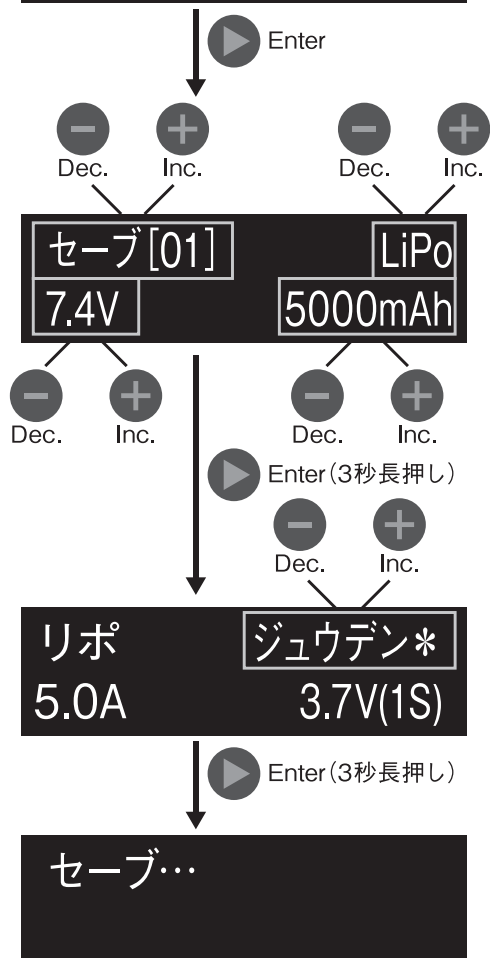 Enter
Dec. Inc. Dec. Inc.
セーブ[01] LiPo
7.4V 5000mAh
Dec. Inc. Dec. Inc.
Enter（3秒長押し）
Dec. Inc.
リポ ジュウデン＊
5.0A 3.7V(1S)
Enter（3秒長押し）
セーブ…